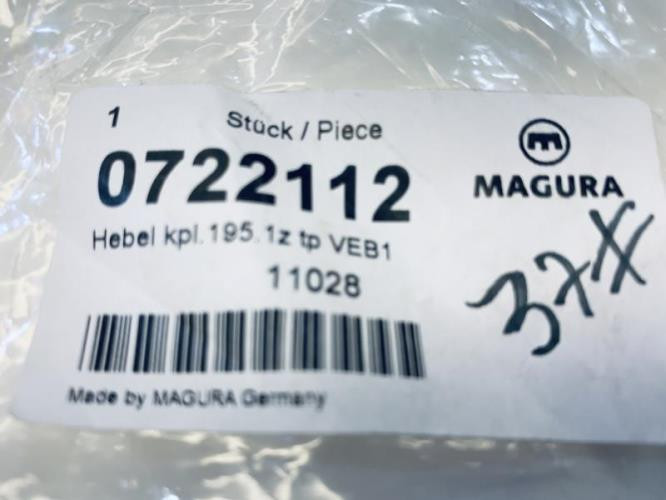 1 Stück / Piece
0722112
MAGURA
Hebel kpl.195.1z tp VEB1
11028
Made by MAGURA Germany